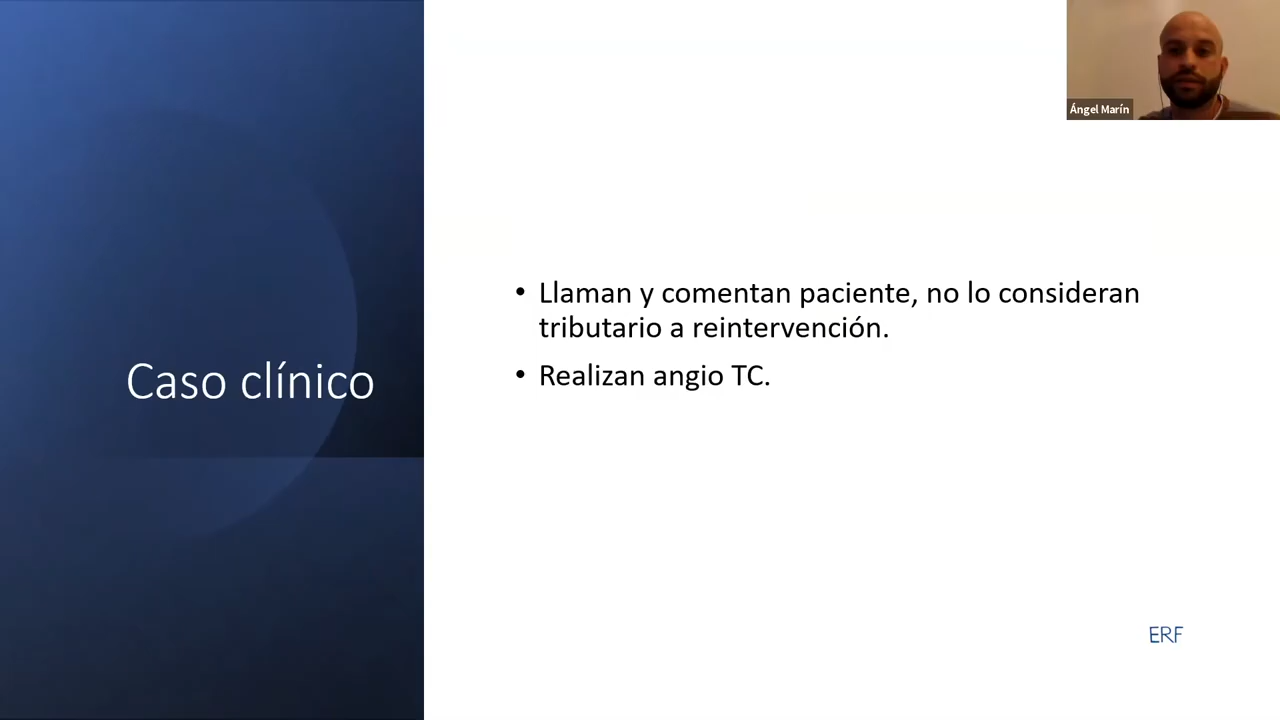 Ángel Marín
• Llaman y comentan paciente, no lo consideran
tributario a reintervención.
• Realizan angio TC.
Caso clínico
ERF